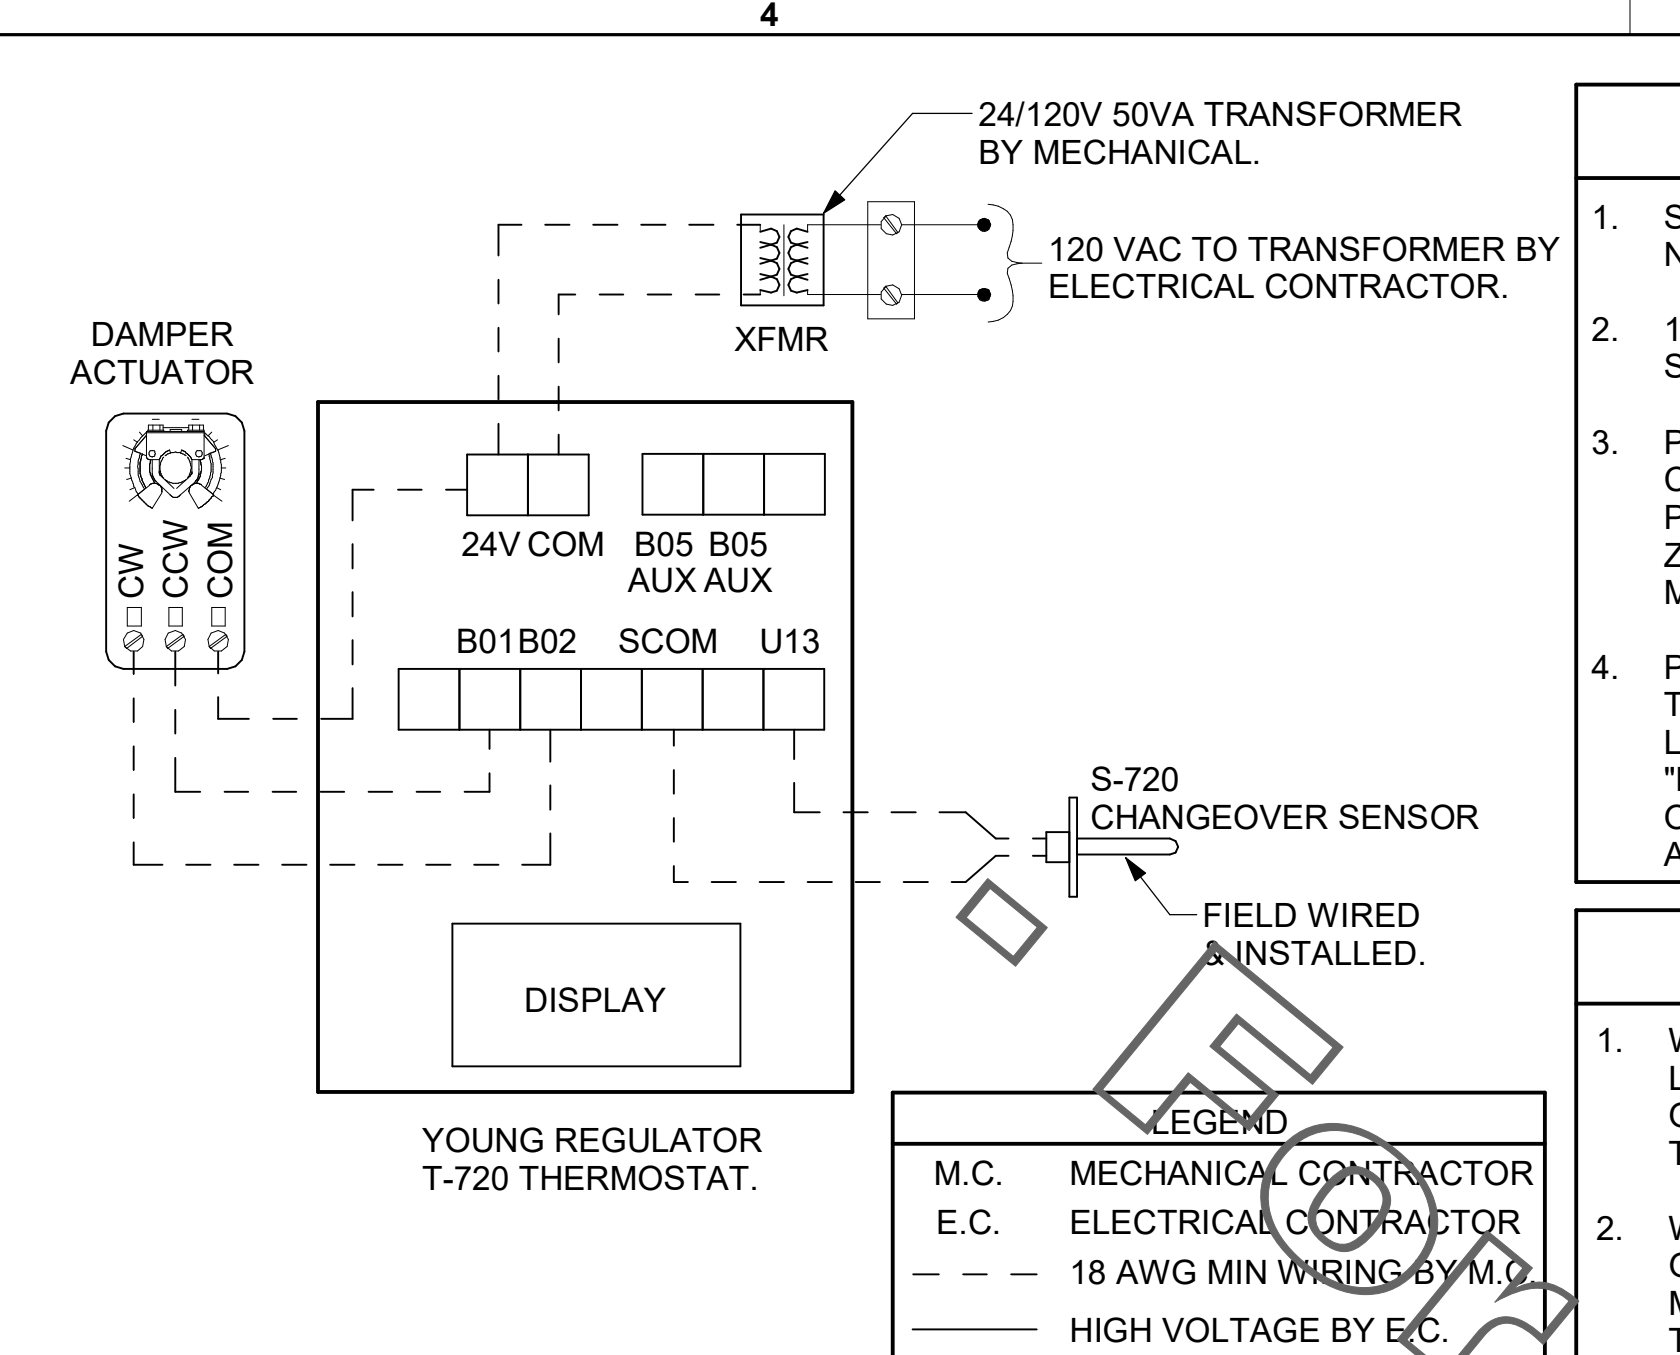 4
24/120V 50VA TRANSFORMER
BY MECHANICAL.
120 VAC TO TRANSFORMER BY
ELECTRICAL CONTRACTOR.
XFMR
DAMPER
ACTUATOR
CW
CCW
COM
24V COM
B05 B05
AUX AUX
B01 B02 SCOM U13
S-720
CHANGEOVER SENSOR
FIELD WIRED
& INSTALLED.
DISPLAY
YOUNG REGULATOR
T-720 THERMOSTAT.
LEGEND
M.C. MECHANICAL CONTRACTOR
E.C. ELECTRICAL CONTRACTOR
18 AWG MIN WIRING BY M.C.
HIGH VOLTAGE BY E.C.
- For
1.
2.
3.
4.
1.
2.